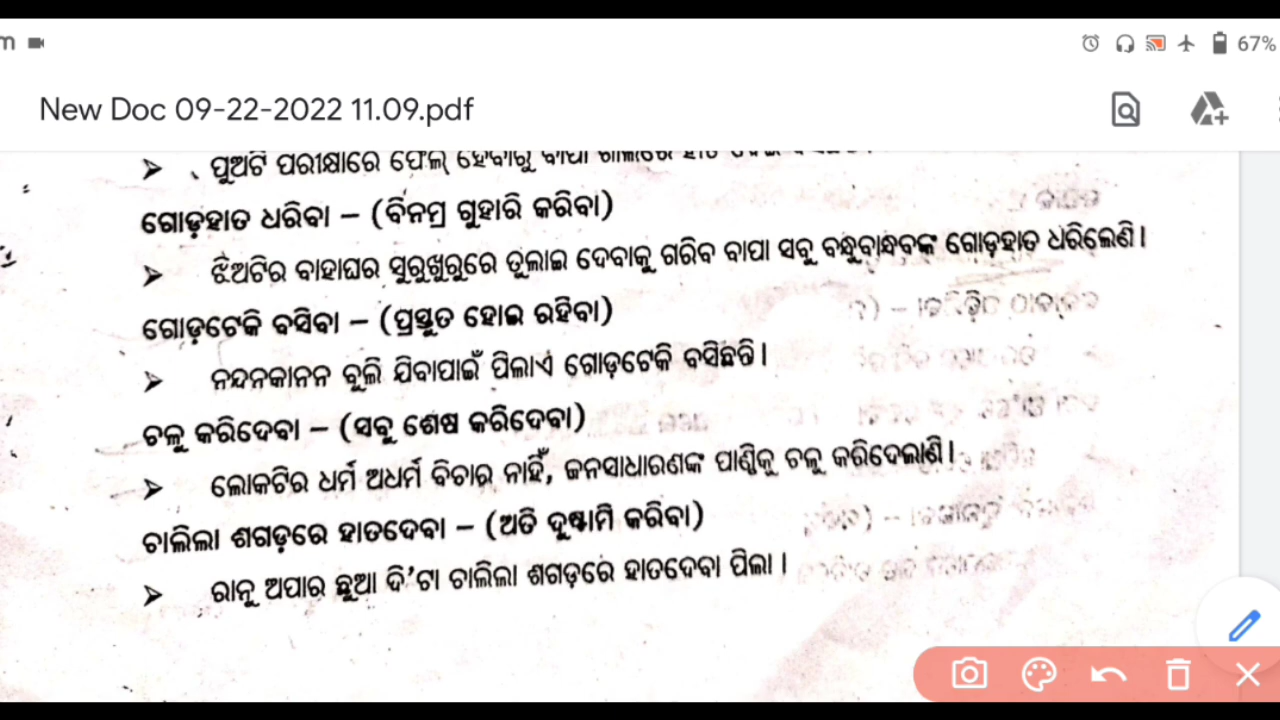 67%
New Doc 09-22-2022 11.09.pdf
➤ ପୁଅଟି ପରୀକ୍ଷାରେ ଫେଲ୍ ହେବାରୁ ବାପା
ଗୋଡ଼ହାତ ଧରିବା – (ବିନମ୍ର ଗୁହାରି କରିବା)
➤ ଝିଅଟିର ବାହାଘର ସୁରୁଖୁରୁରେ ତୁଲାଇ ଦେବାକୁ ଗରିବ ବାପା ସବୁ ବନ୍ଧୁବାନ୍ଧବଙ୍କ ଗୋଡ଼ହାତ ଧରିଲେଣି।
ଗୋଡ଼ଟେକି ବସିବା – (ପ୍ରସ୍ତୁତ ହୋଇ ରହିବା)
➤ ନନ୍ଦନକାନନ ବୁଲି ଯିବାପାଇଁ ପିଲାଏ ଗୋଡ଼ଟେକି ବସିଛନ୍ତି।
ଚଳୁ କରିଦେବା – (ସବୁ ଶେଷ କରିଦେବା)
➤ ଲୋକଟିର ଧର୍ମ ଅଧର୍ମ ବିଚାର ନାହିଁ, ଜନସାଧାରଣଙ୍କ ପାଣ୍ଠିକୁ ଚଳୁ କରିଦେଲାଣି।
ଚାଲିଲା ଶଗଡ଼ରେ ହାତଦେବା – (ଅତି ଦୁଷ୍ଟାମି କରିବା)
➤ ରାନୁ ଅପାର ଛୁଆ ଦି'ଟା ଚାଲିଲା ଶଗଡ଼ରେ ହାତଦେବା ପିଲା।